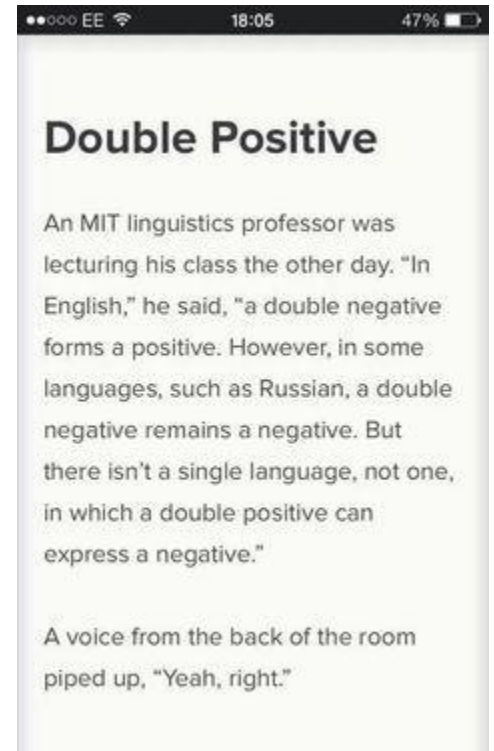 ●●○○○ EE 18:05 47%
Double Positive
An MIT linguistics professor was
lecturing his class the other day. “In
English,” he said, “a double negative
forms a positive. However, in some
languages, such as Russian, a double
negative remains a negative. But
there isn’t a single language, not one,
in which a double positive can
express a negative.”
A voice from the back of the room
piped up, “Yeah, right.”